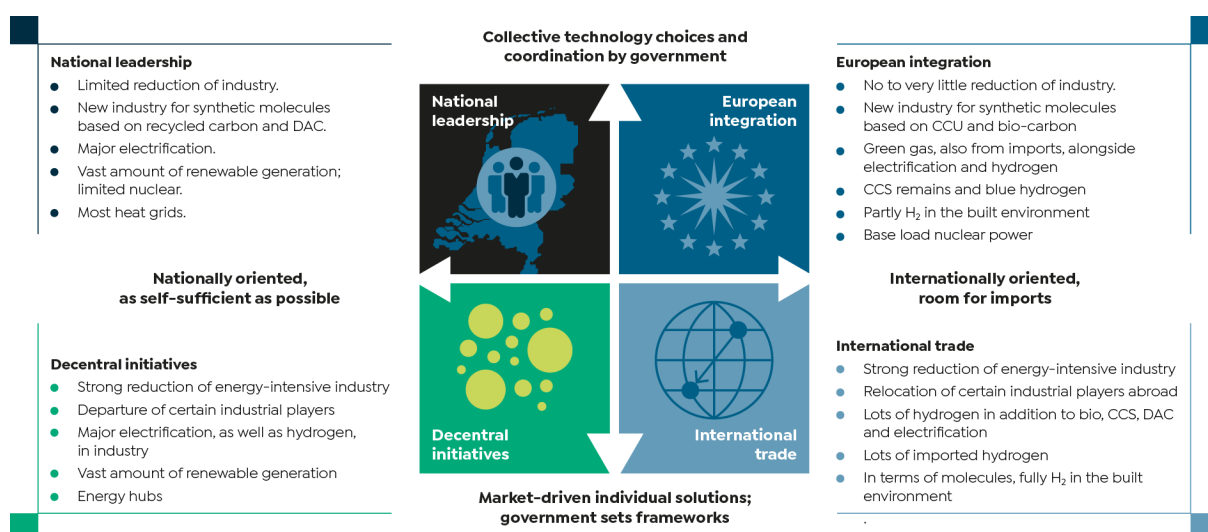 Collective technology choices and
coordination by government
National leadership
Limited reduction of industry.
New industry for synthetic molecules
based on recycled carbon and DAC.
Major electrification.
Vast amount of renewable generation;
limited nuclear.
Most heat grids.
National
leadership
European
integration
European integration
No to very little reduction of industry.
New industry for synthetic molecules
based on CCU and bio-carbon
Green gas, also from imports, alongside
electrification and hydrogen
CCS remains and blue hydrogen
Partly H₂ in the built environment
Base load nuclear power
Nationally oriented,
as self-sufficient as possible
Internationally oriented,
room for imports
Decentral initiatives
Strong reduction of energy-intensive industry
Departure of certain industrial players
Major electrification, as well as hydrogen,
in industry
Vast amount of renewable generation
Energy hubs
Decentral
initiatives
International
trade
International trade
Strong reduction of energy-intensive industry
Relocation of certain industrial players abroad
Lots of hydrogen in addition to bio, CCS, DAC
and electrification
Lots of imported hydrogen
In terms of molecules, fully H₂ in the built
environment
.
Market-driven individual solutions;
government sets frameworks